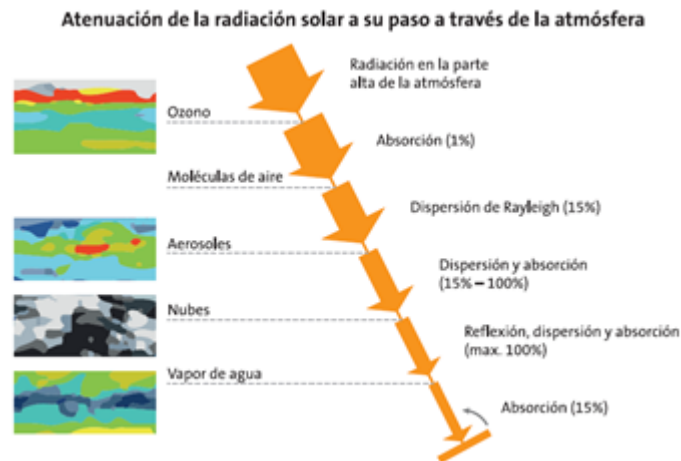 Atenuación de la radiación solar a su paso a través de la atmósfera
Radiación en la parte
alta de la atmósfera
Ozono
Absorción (1%)
Moléculas de aire
Dispersión de Rayleigh (15%)
Aerosoles
Dispersión y absorción
(15% – 100%)
Nubes
Reflexión, dispersión y absorción
(max. 100%)
Vapor de agua
Absorción (15%)